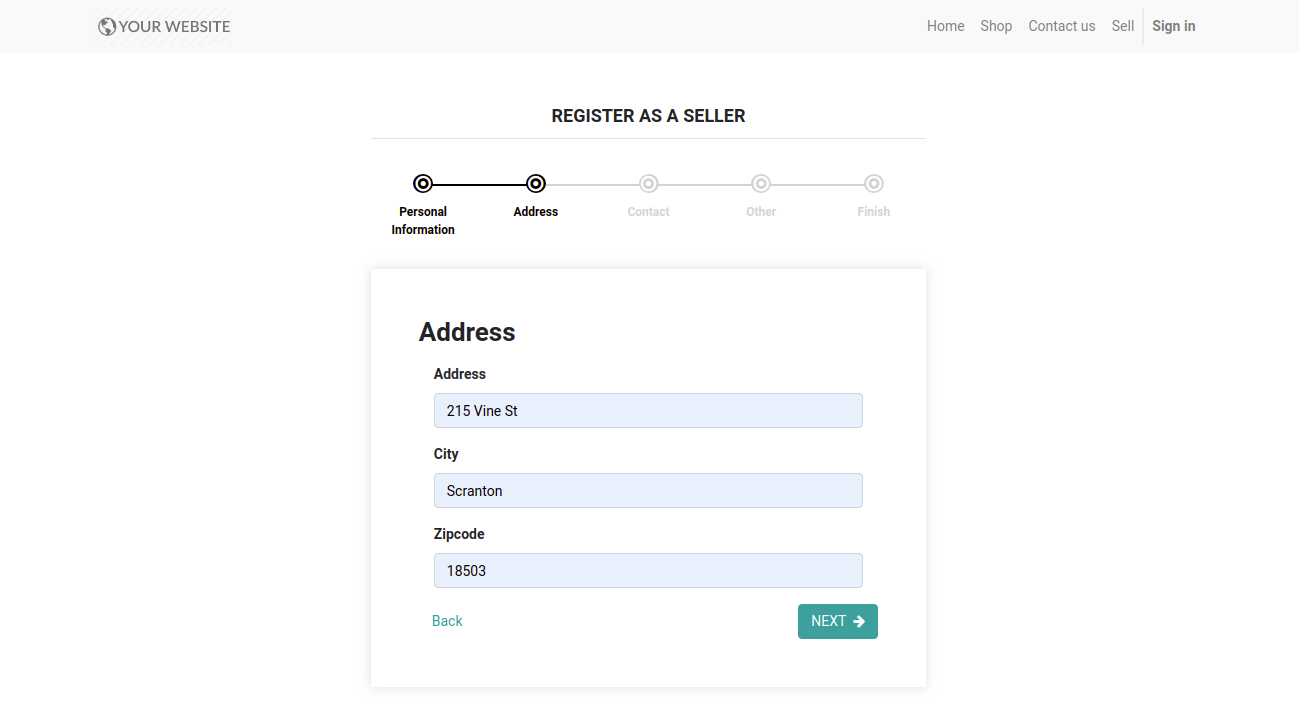 YOUR WEBSITE
Home Shop Contact us Sell Sign in
REGISTER AS A SELLER
Personal Information
Address
Contact
Other
Finish
Address
Address
215 Vine St
City
Scranton
Zipcode
18503
Back
NEXT